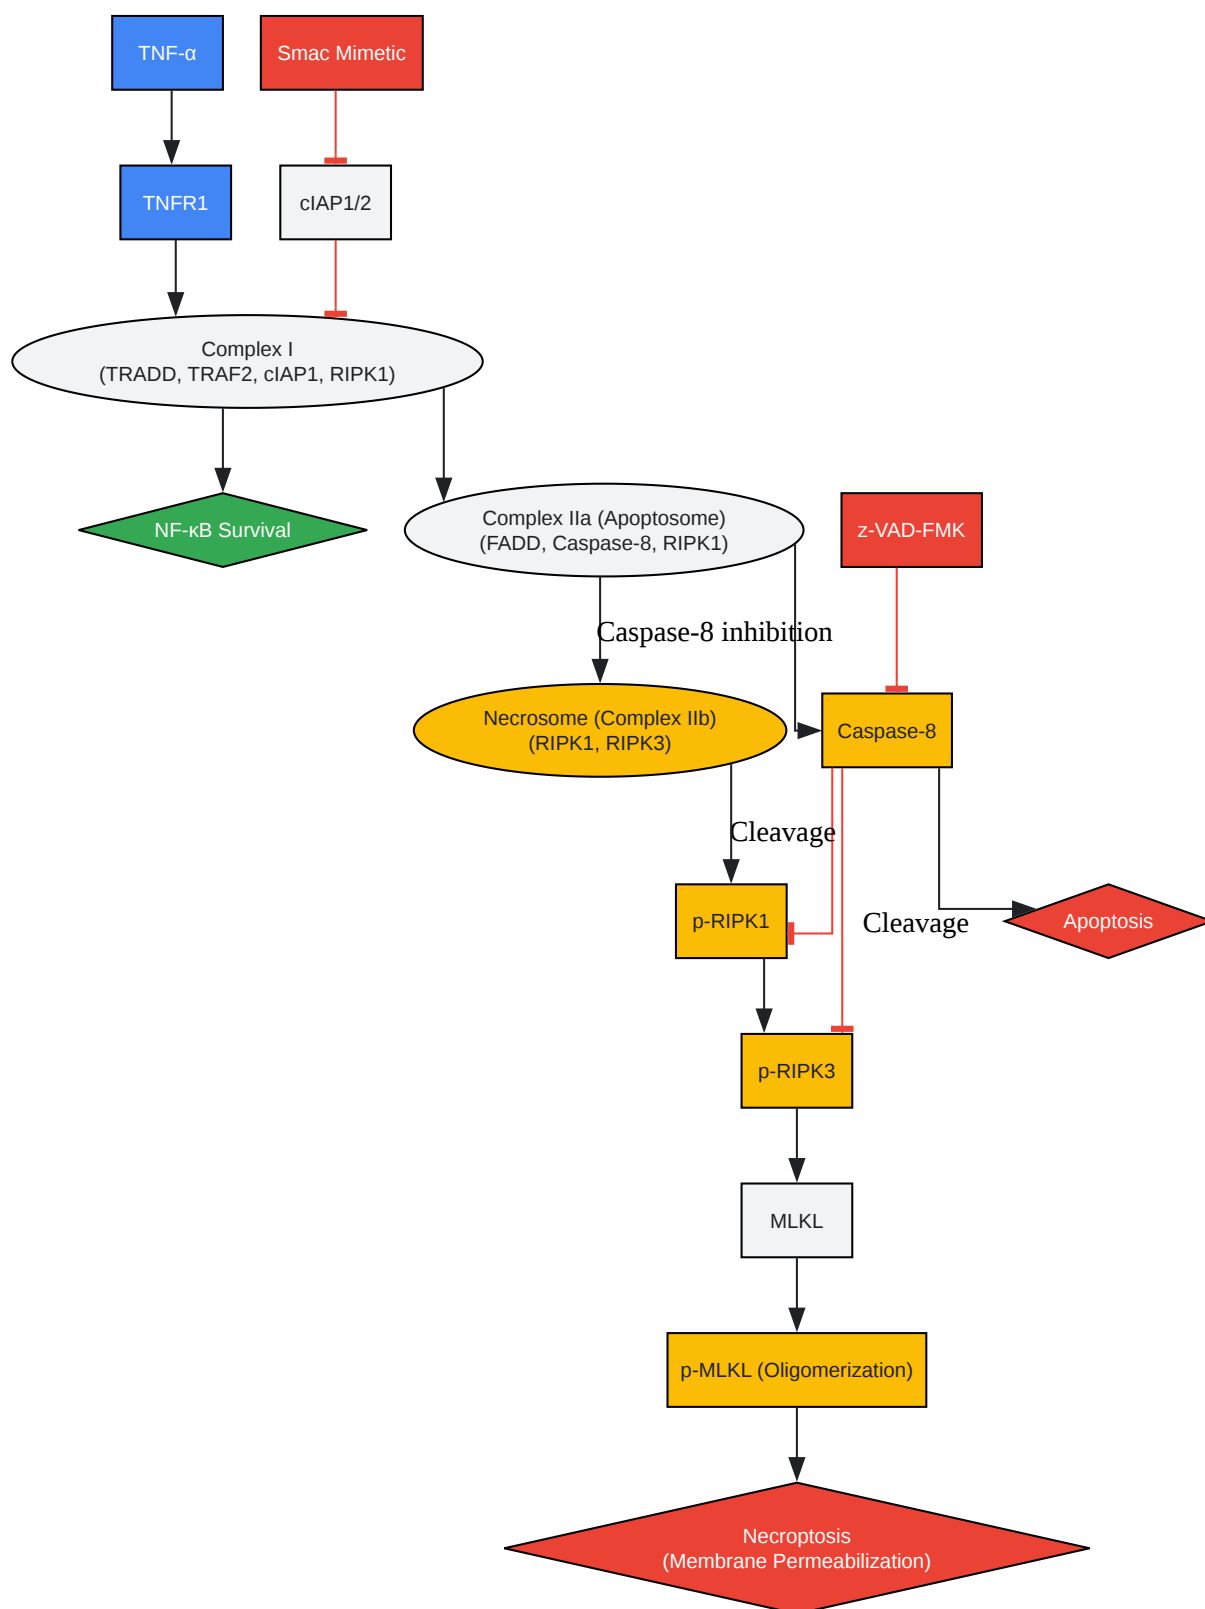 TNF-α
Smac Mimetic
TNFR1
cIAP1/2
Complex I
(TRADD, TRAF2, cIAP1, RIPK1)
NF-κB Survival
Complex IIa (Apoptosome)
(FADD, Caspase-8, RIPK1)
z-VAD-FMK
Caspase-8 inhibition
Necrosome (Complex IIb)
(RIPK1, RIPK3)
Caspase-8
Cleavage
p-RIPK1
Cleavage
Apoptosis
p-RIPK3
MLKL
p-MLKL (Oligomerization)
Necroptosis
(Membrane Permeabilization)